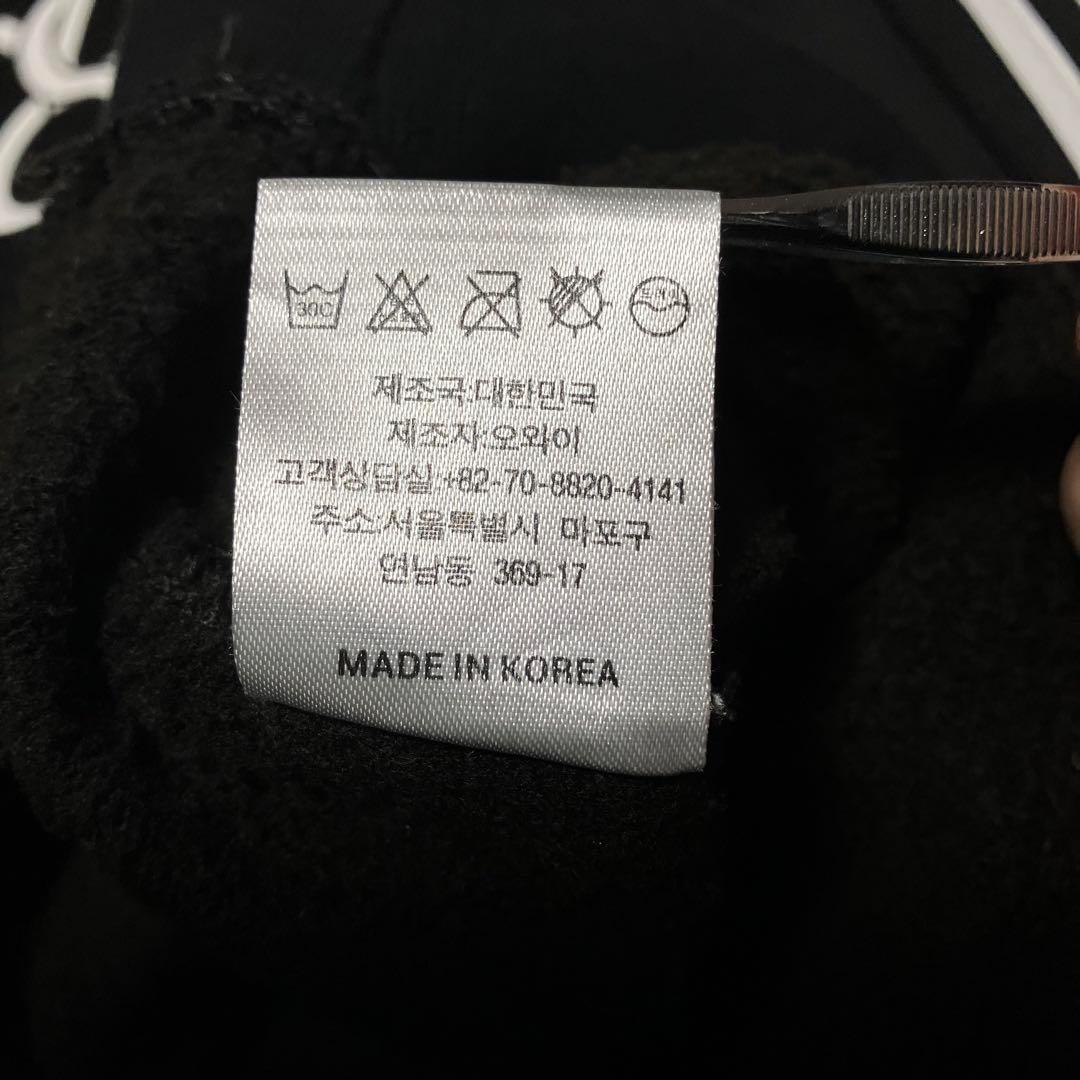 30C
제조국:대한민국
제조자:오와이
고객상담실 +82-70-8820-4141
주소:서울특별시 마포구
연남동 369-17
MADE IN KOREA